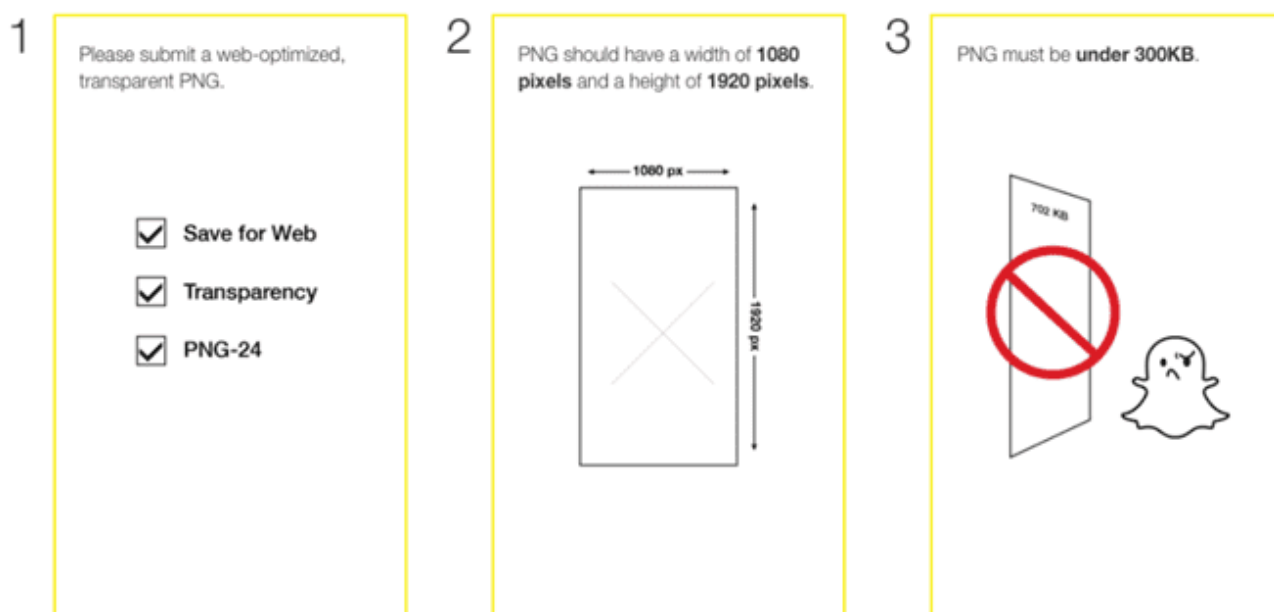 1
Please submit a web-optimized,
transparent PNG.
Save for Web
Transparency
PNG-24
2
PNG should have a width of 1080
pixels and a height of 1920 pixels.
1080 px
1920 px
3
PNG must be under 300KB.
702 KB